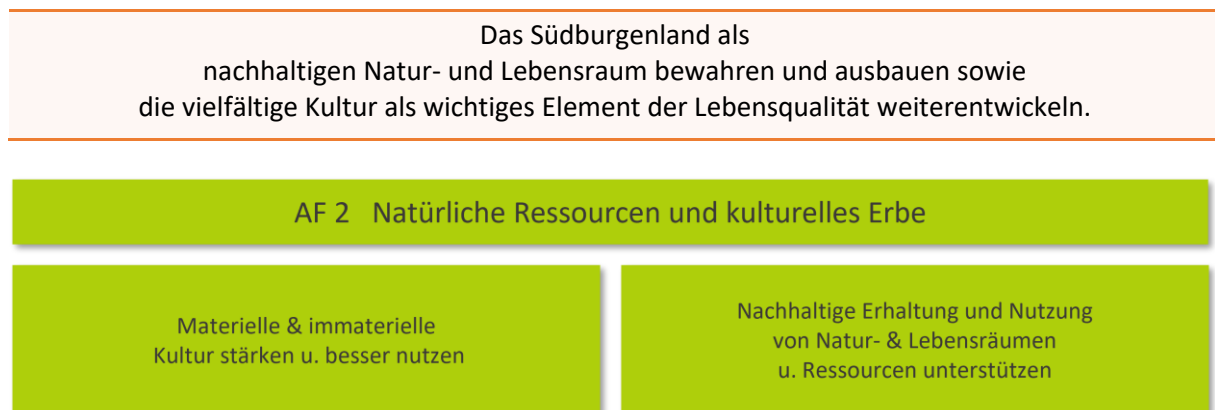 Das Südburgenland als
nachhaltigen Natur- und Lebensraum bewahren und ausbauen sowie
die vielfältige Kultur als wichtiges Element der Lebensqualität weiterentwickeln.
AF 2 Natürliche Ressourcen und kulturelles Erbe
Materielle & immaterielle
Kultur stärken u. besser nutzen
Nachhaltige Erhaltung und Nutzung
von Natur- & Lebensräumen
u. Ressourcen unterstützen